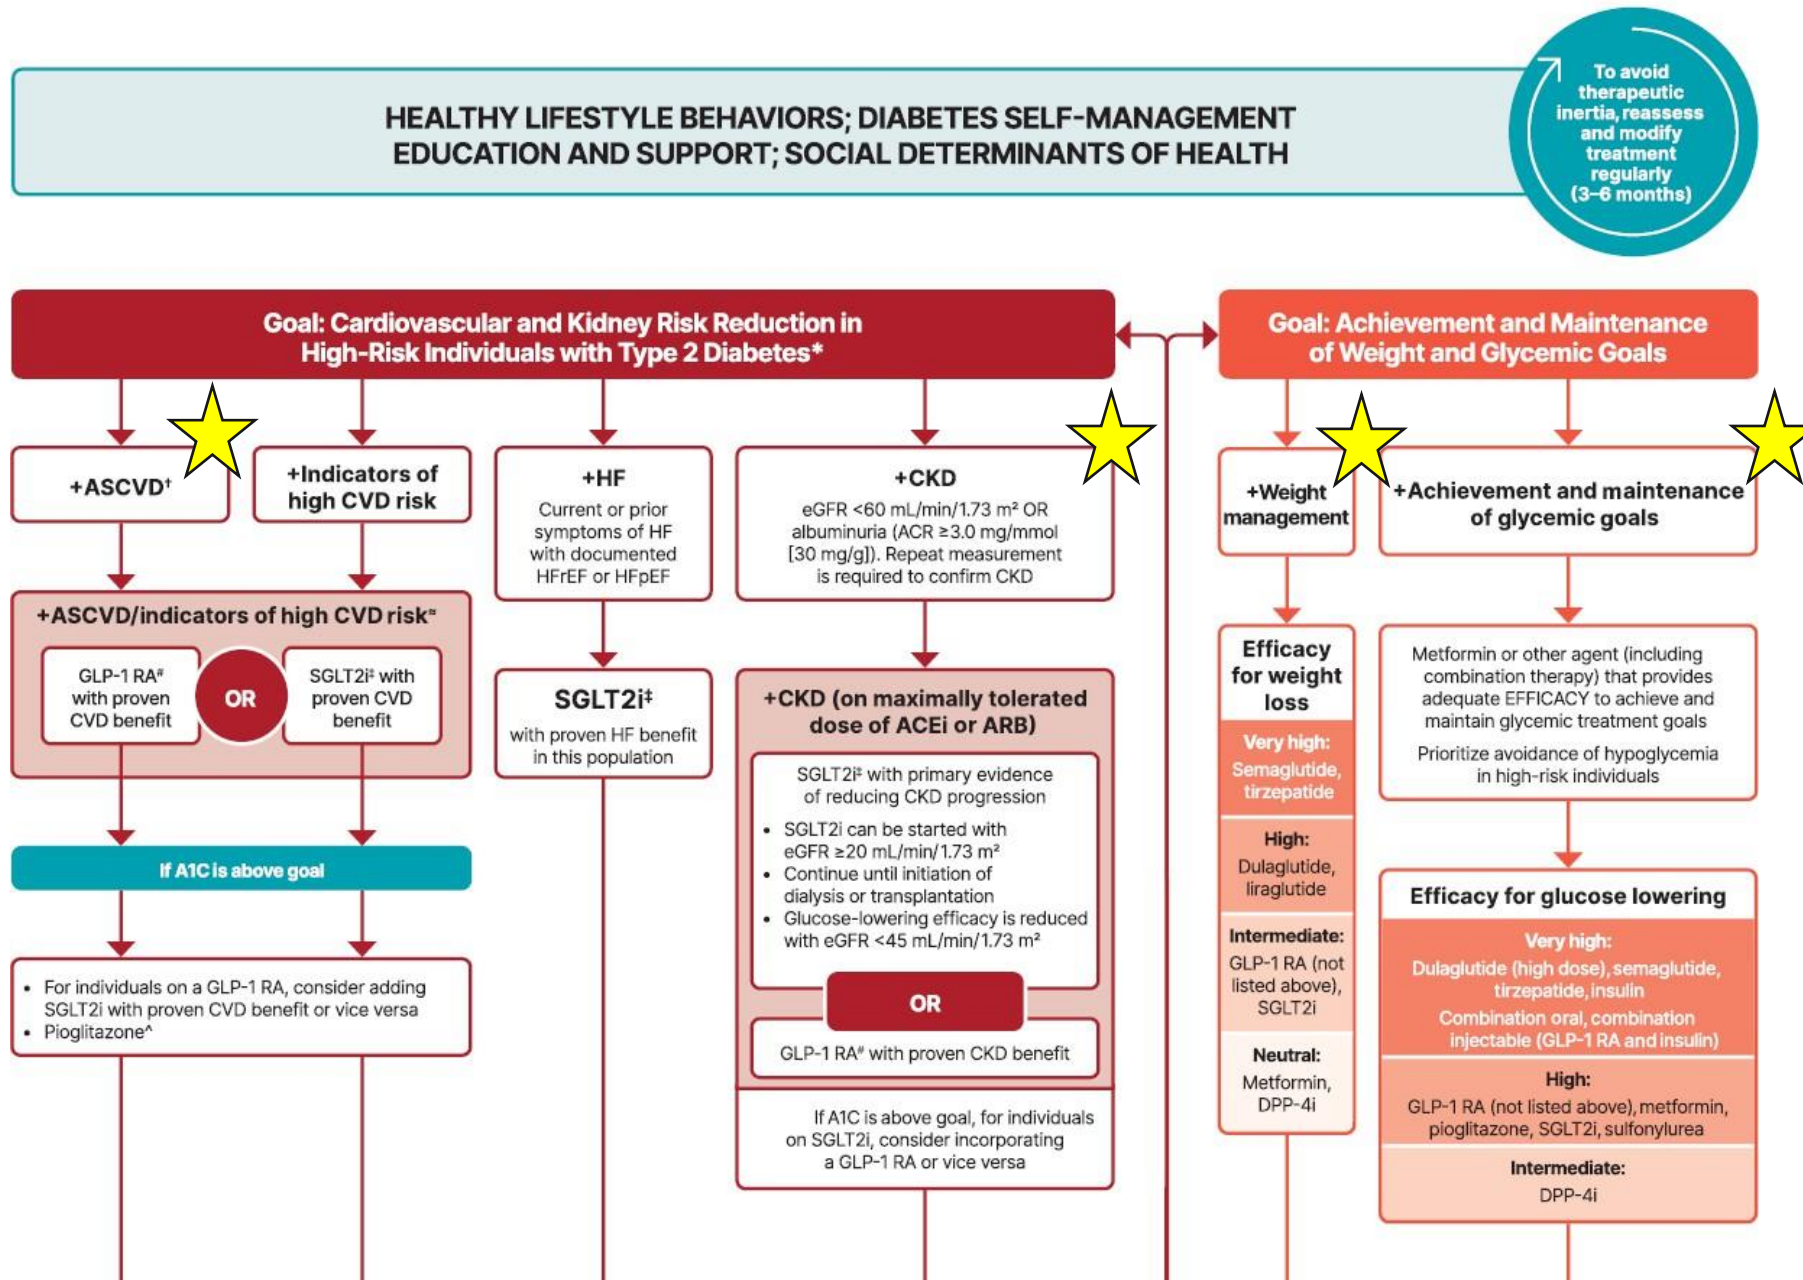 HEALTHY LIFESTYLE BEHAVIORS; DIABETES SELF-MANAGEMENT
EDUCATION AND SUPPORT; SOCIAL DETERMINANTS OF HEALTH
To avoid
therapeutic
inertia, reassess
and modify
treatment
regularly
(3–6 months)
Goal: Cardiovascular and Kidney Risk Reduction in
High-Risk Individuals with Type 2 Diabetes*
+ASCVD†
+Indicators of
high CVD risk
+ASCVD/indicators of high CVD risk≈
GLP-1 RA#
with proven
CVD benefit
OR
SGLT2i‡ with
proven CVD
benefit
If A1C is above goal
• For individuals on a GLP-1 RA, consider adding
SGLT2i with proven CVD benefit or vice versa
• Pioglitazone^
+HF
Current or prior
symptoms of HF
with documented
HFrEF or HFpEF
SGLT2i‡
with proven HF benefit
in this population
+CKD
eGFR <60 mL/min/1.73 m² OR
albuminuria (ACR ≥3.0 mg/mmol
[30 mg/g]). Repeat measurement
is required to confirm CKD
+CKD (on maximally tolerated
dose of ACEi or ARB)
SGLT2i‡ with primary evidence
of reducing CKD progression
• SGLT2i can be started with
eGFR ≥20 mL/min/1.73 m²
• Continue until initiation of
dialysis or transplantation
• Glucose-lowering efficacy is reduced
with eGFR <45 mL/min/1.73 m²
OR
GLP-1 RA# with proven CKD benefit
If A1C is above goal, for individuals
on SGLT2i, consider incorporating
a GLP-1 RA or vice versa
Goal: Achievement and Maintenance
of Weight and Glycemic Goals
+Weight
management
Efficacy
for weight
loss
Very high:
Semaglutide,
tirzepatide
High:
Dulaglutide,
liraglutide
Intermediate:
GLP-1 RA (not
listed above),
SGLT2i
Neutral:
Metformin,
DPP-4i
+Achievement and maintenance
of glycemic goals
Metformin or other agent (including
combination therapy) that provides
adequate EFFICACY to achieve and
maintain glycemic treatment goals
Prioritize avoidance of hypoglycemia
in high-risk individuals
Efficacy for glucose lowering
Very high:
Dulaglutide (high dose), semaglutide,
tirzepatide, insulin
Combination oral, combination
injectable (GLP-1 RA and insulin)
High:
GLP-1 RA (not listed above), metformin,
pioglitazone, SGLT2i, sulfonylurea
Intermediate:
DPP-4i